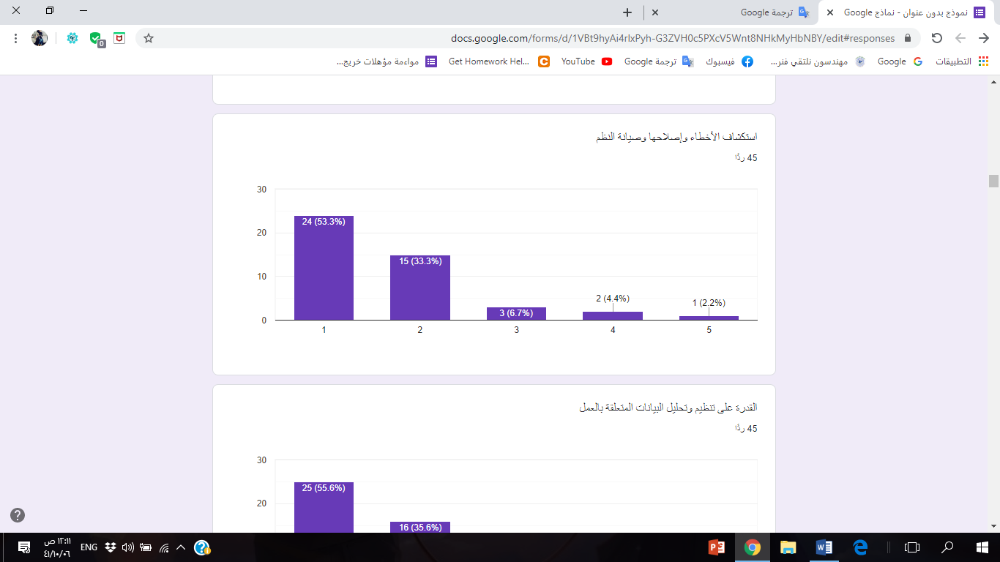 نموذج بدون عنوان - نماذج Google
ترجمة Google
docs.google.com/forms/d/1VBt9hyAi4rlxPyh-G3ZVH0c5PXcV5Wnt8NHkMyHbNBY/edit#responses
0
التطبيقات
Google
مهندسون نلتقي فنر...
فيسبوك
ترجمة Google
YouTube
Get Homework Hel...
مواءمة مؤهلات خريج...
استكشاف الأخطاء وإصلاحها وصيانة النظم
45 ردًا
30
20
10
0
24 (53.3%)
15 (33.3%)
3 (6.7%)
2 (4.4%)
1 (2.2%)
1
2
3
4
5
القدرة على تنظيم وتحليل البيانات المتعلقة بالعمل
45 ردًا
30
20
25 (55.6%)
16 (35.6%)
ENG
١٢:١١ ص
٤١/١٠/٠٦